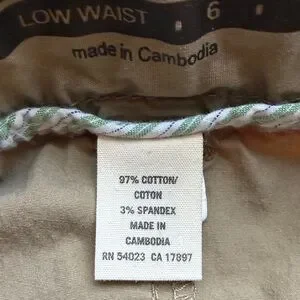 LOW WAIST 6
made in Cambodia
97% COTTON/
COTON
3% SPANDEX
MADE IN
CAMBODIA
RN 54023 CA 17897